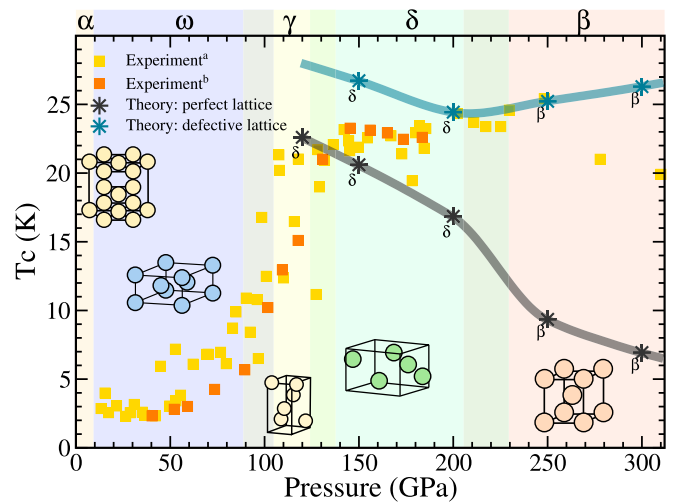 α ω γ δ β
30
25
20
15
10
5
0
Tc (K)
Experimentᵃ
Experimentᵇ
Theory: perfect lattice
Theory: defective lattice
δ δ β β
δ δ δ β β
0 50 100 150 200 250 300
Pressure (GPa)